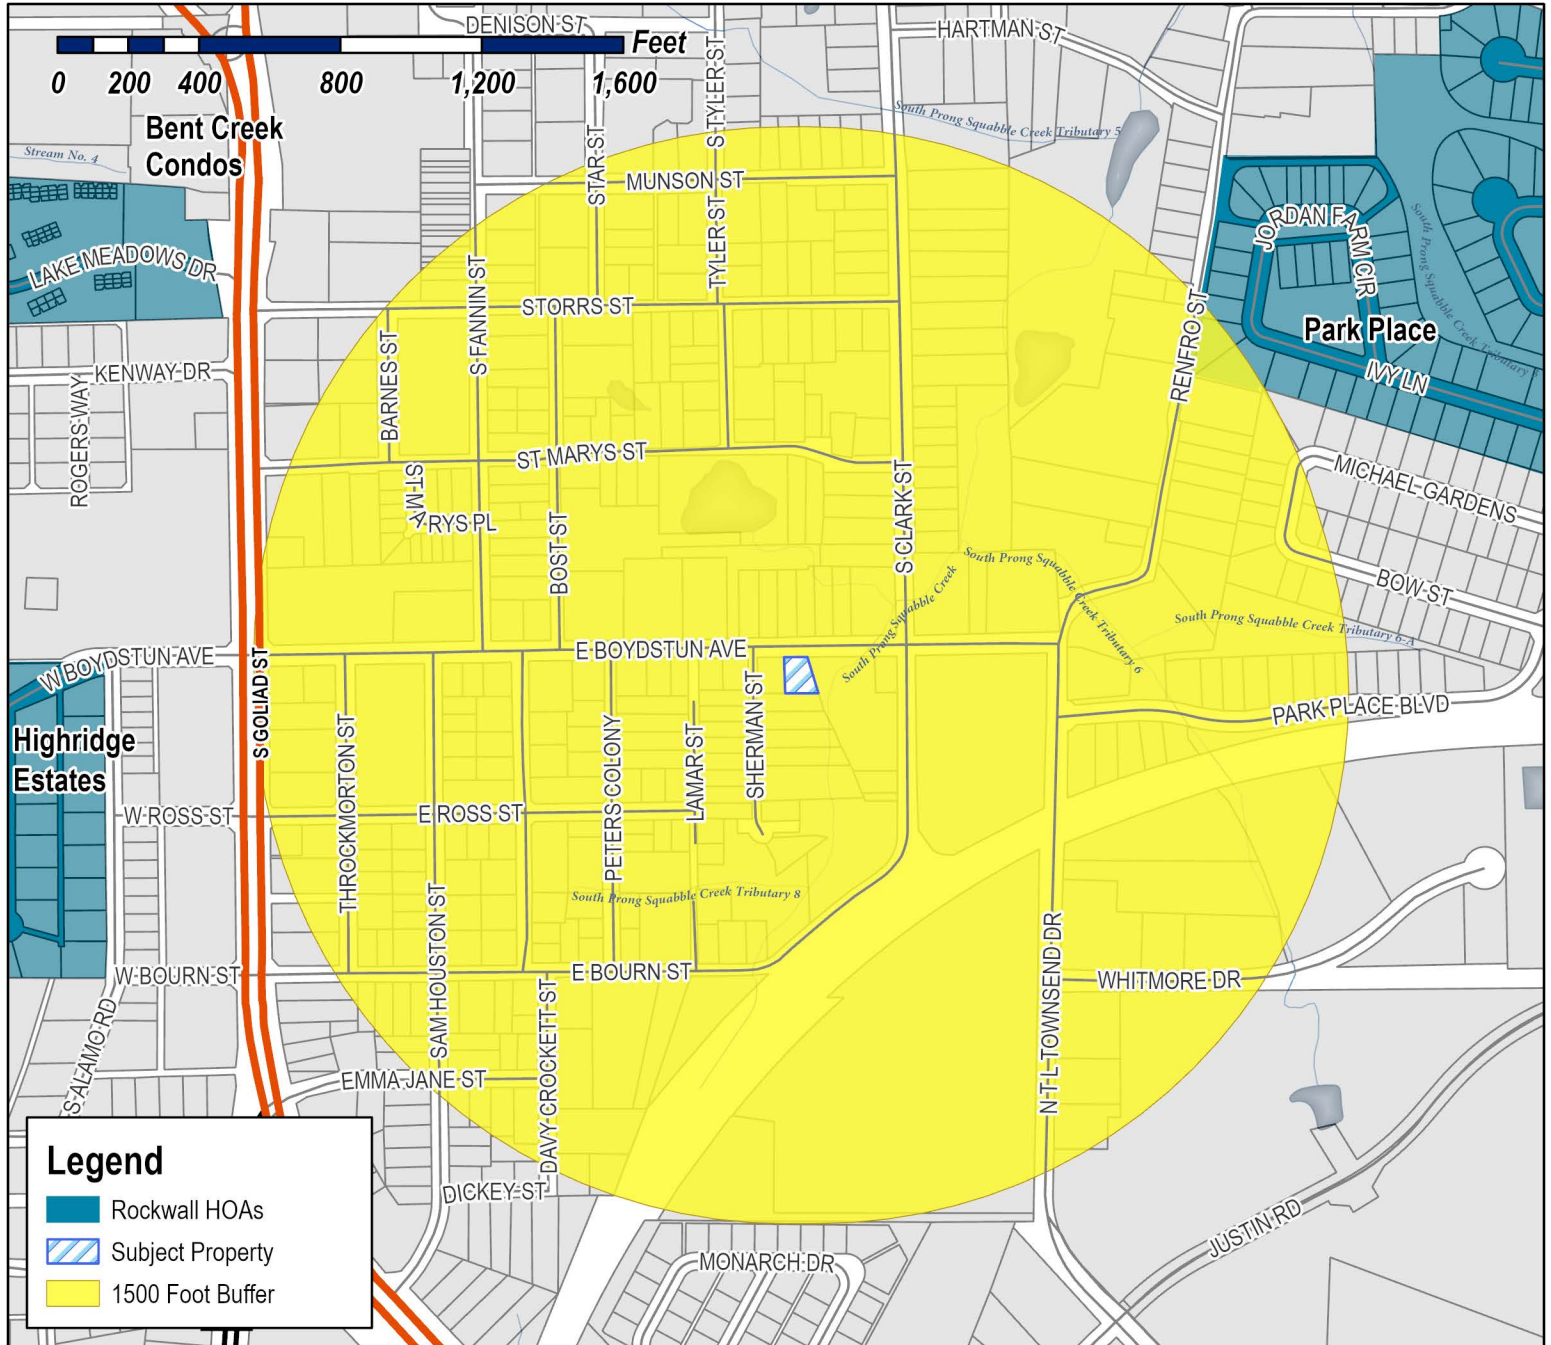 DENISON ST
HARTMAN ST
Feet
0 200 400 800 1,200 1,600
S TYLER ST
Bent Creek
Condos
Stream No. 4
South Prong Squabble Creek Tributary 5
STAR ST
MUNSON ST
TYLER ST
JORDAN FARM CIR
South Prong Squabble Creek Tributary 4
LAKE MEADOWS DR
S FANNIN ST
STORRS ST
RENFRO ST
Park Place
KENWAY DR
BARNES ST
IVY LN
ROGERS WAY
ST MARYS ST
ST MARYS PL
MICHAEL GARDENS
S CLARK ST
BOST ST
BOW ST
South Prong Squabble Creek
South Prong Squabble Creek Tributary 6
South Prong Squabble Creek Tributary 6-A
W BOYDSTUN AVE
E BOYDSTUN AVE
S GOLIAD ST
SHERMAN ST
PARK PLACE BLVD
Highridge
Estates
THROCKMORTON ST
PETERS COLONY
LAMAR ST
W ROSS ST
E ROSS ST
South Prong Squabble Creek Tributary 8
SAM HOUSTON ST
N T L TOWNSEND DR
W BOURN ST
E BOURN ST
WHITMORE DR
S ALAMO RD
DAVY CROCKETT ST
EMMA JANE ST
DICKEY ST
JUSTIN RD
MONARCH DR
Legend
Rockwall HOAs
Subject Property
1500 Foot Buffer